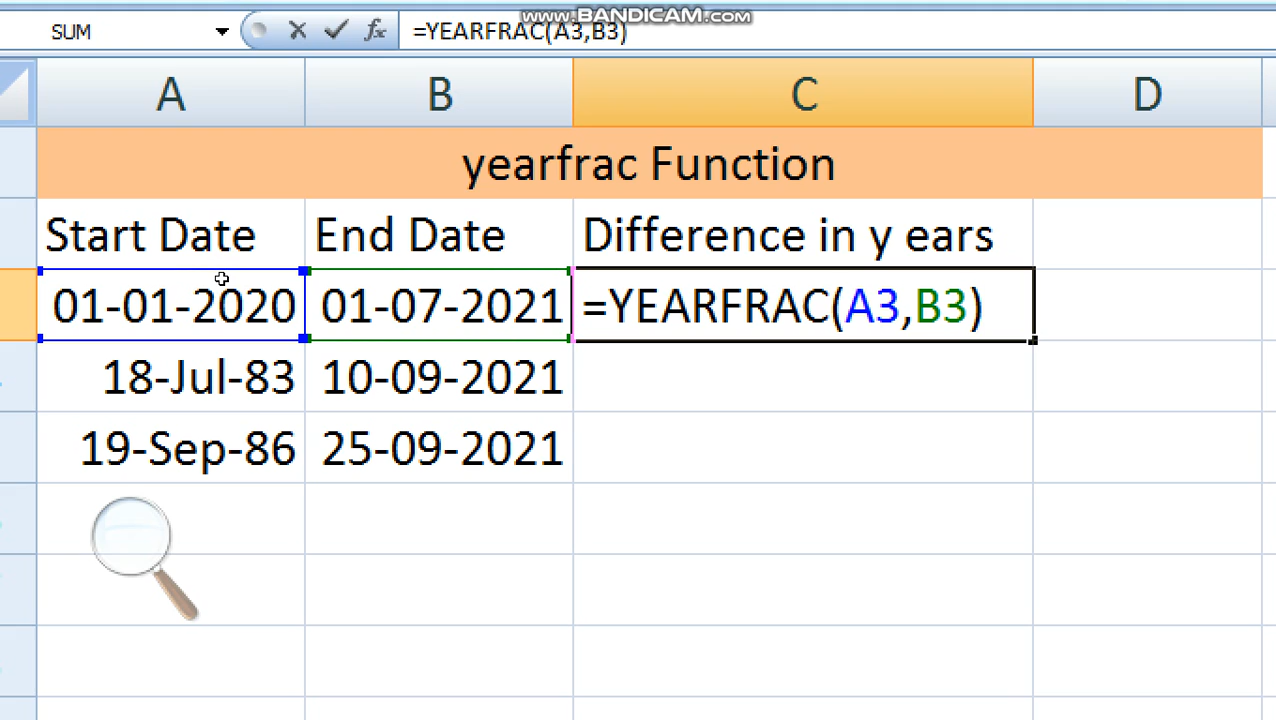 www.BANDICAM.com
SUM fx =YEARFRAC(A3,B3)
A B C D
yearfrac Function
Start Date End Date Difference in y ears
01-01-2020 01-07-2021 =YEARFRAC(A3,B3)
18-Jul-83 10-09-2021
19-Sep-86 25-09-2021